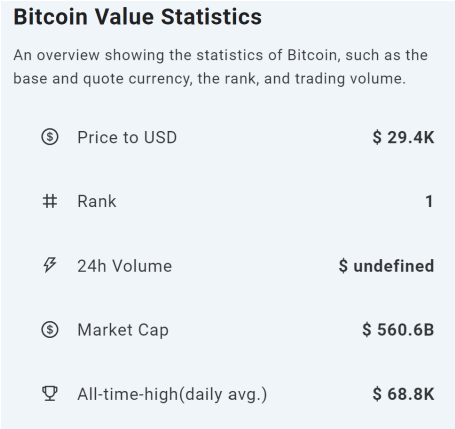 Bitcoin Value Statistics
An overview showing the statistics of Bitcoin, such as the
base and quote currency, the rank, and trading volume.
Price to USD $ 29.4K
Rank 1
24h Volume $ undefined
Market Cap $ 560.6B
All-time-high(daily avg.) $ 68.8K